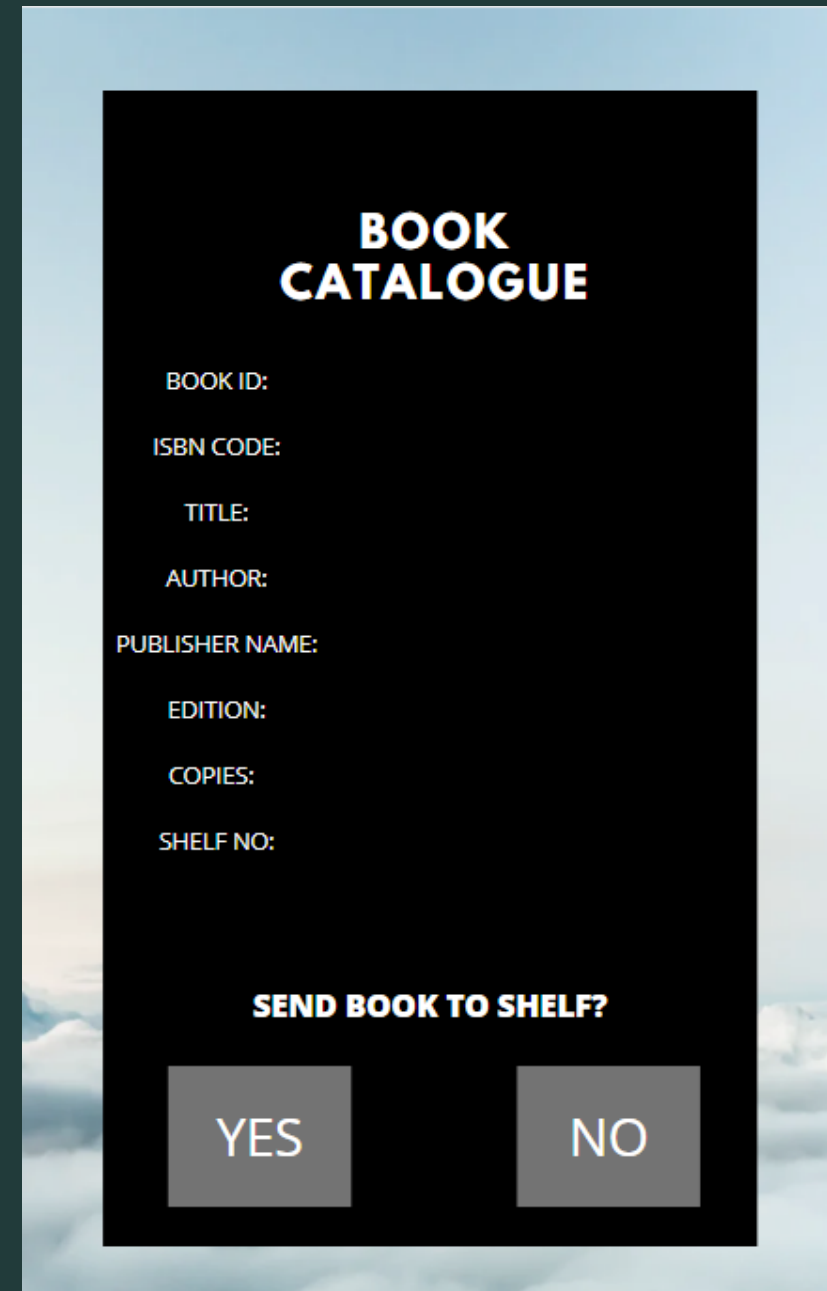 BOOK
CATALOGUE
BOOK ID:
ISBN CODE:
TITLE:
AUTHOR:
PUBLISHER NAME:
EDITION:
COPIES:
SHELF NO:
SEND BOOK TO SHELF?
YES
NO